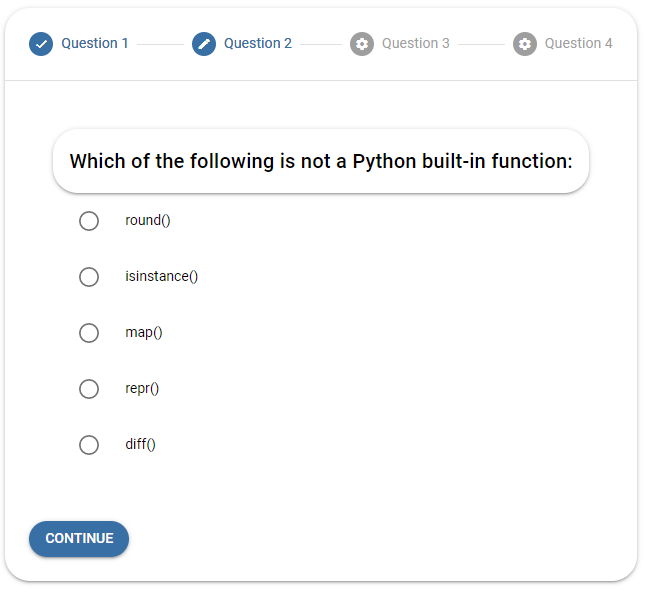 Question 1 Question 2 Question 3 Question 4
Which of the following is not a Python built-in function:
round()
isinstance()
map()
repr()
diff()
CONTINUE